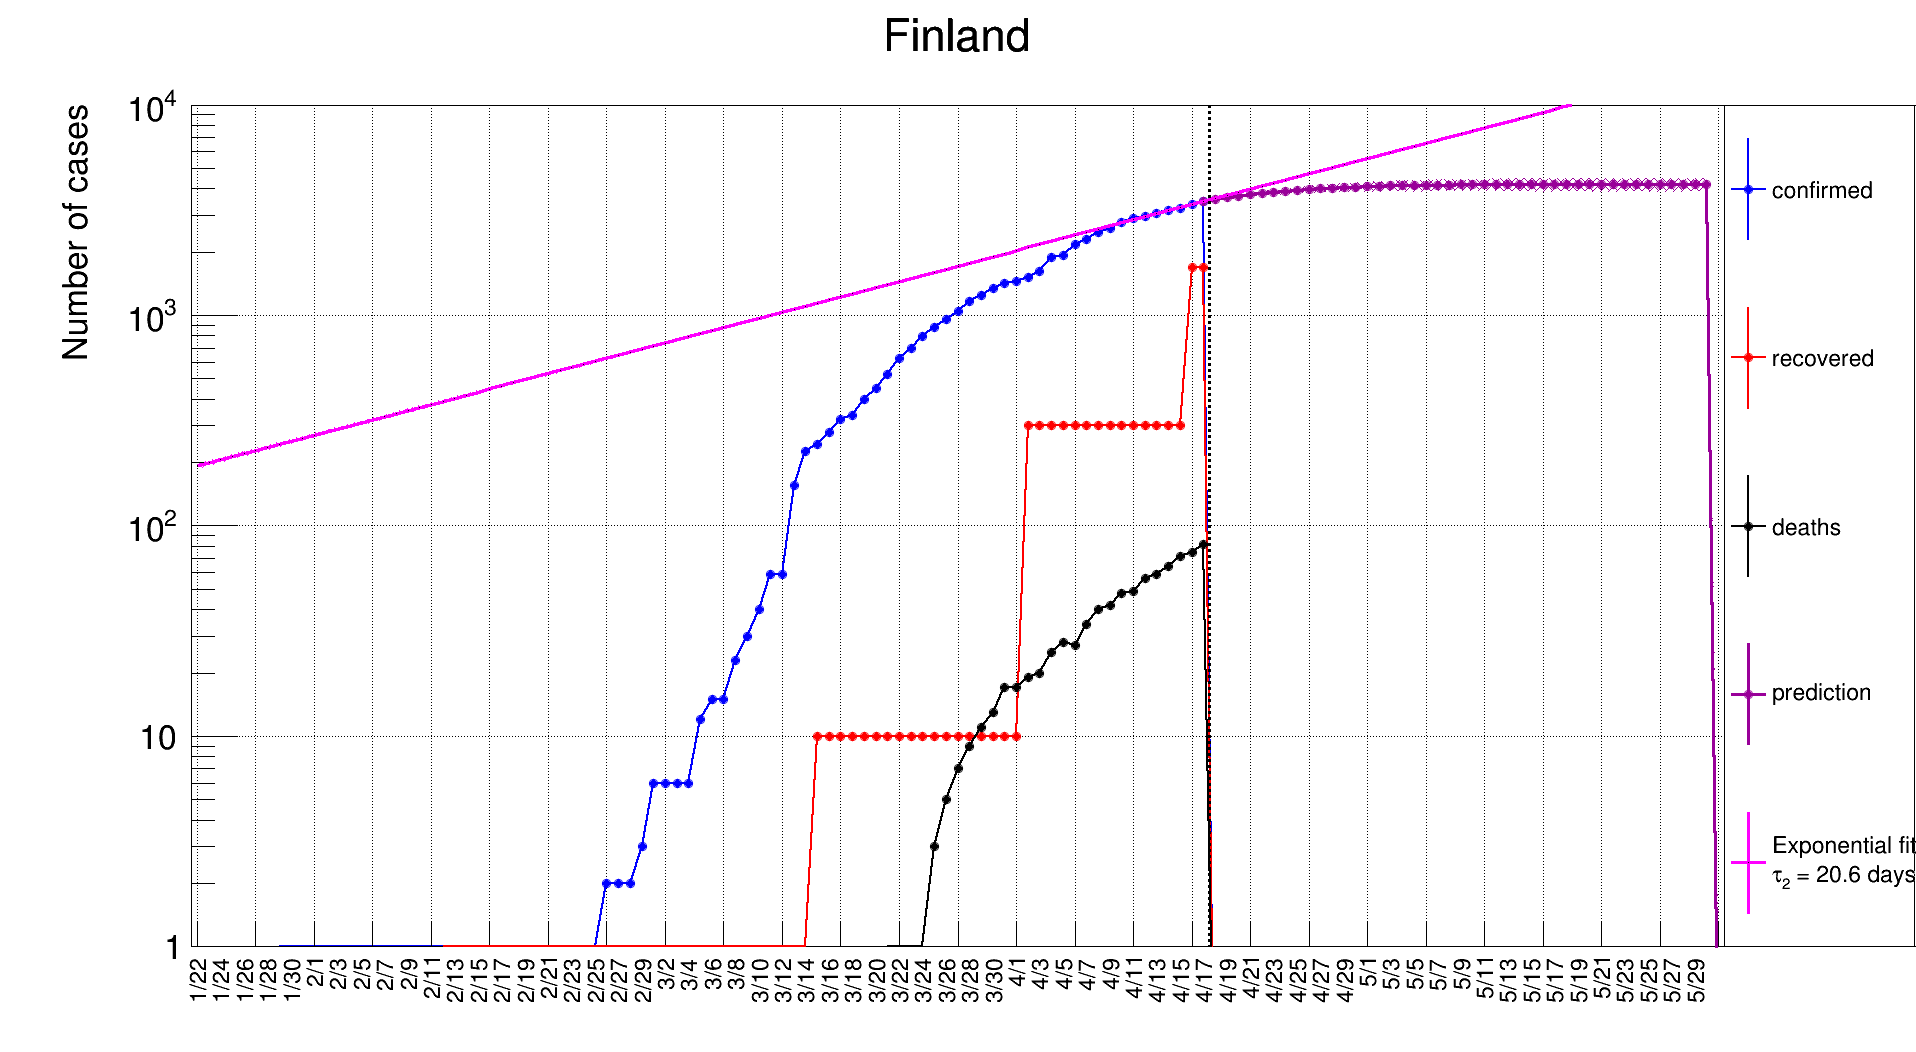 Finland
Number of cases
10⁴
10³
10²
10
1
1/22 1/24 1/26 1/28 1/30 2/1 2/3 2/5 2/7 2/9 2/11 2/13 2/15 2/17 2/19 2/21 2/23 2/25 2/27 2/29 3/2 3/4 3/6 3/8 3/10 3/12 3/14 3/16 3/18 3/20 3/22 3/24 3/26 3/28 3/30 4/1 4/3 4/5 4/7 4/9 4/11 4/13 4/15 4/17 4/19 4/21 4/23 4/25 4/27 4/29 5/1 5/3 5/5 5/7 5/9 5/11 5/13 5/15 5/17 5/19 5/21 5/23 5/25 5/27 5/29
confirmed
recovered
deaths
prediction
Exponential fit
τ₂ = 20.6 days